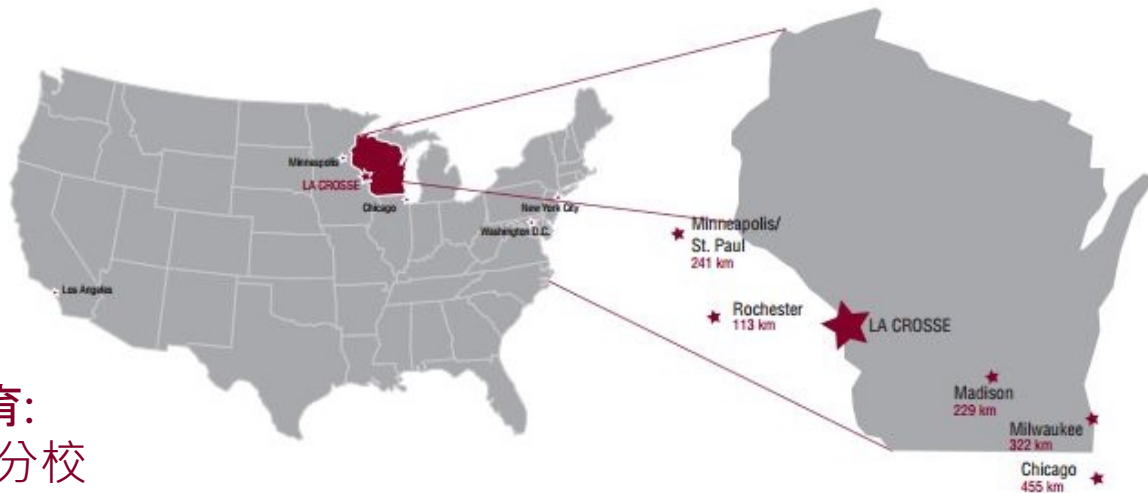 Minneapolis
LA CROSSE
Chicago
New York City
Washington D.C.
Los Angeles
Minneapolis/
St. Paul
241 km
Rochester
113 km
LA CROSSE
Madison
229 km
Milwaukee
322 km
Chicago
455 km
育:
分校